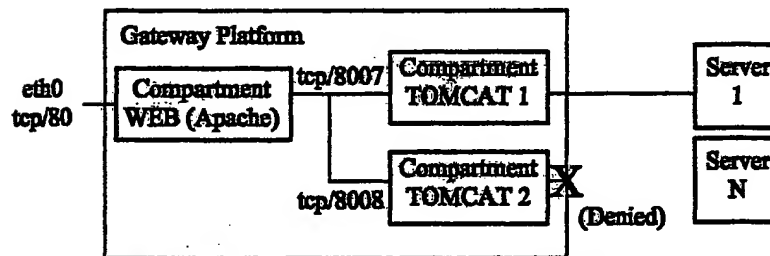 Gateway Platform
eth0
tcp/80
Compartment
WEB (Apache)
tcp/8007
Compartment
TOMCAT 1
Server
1
tcp/8008
Compartment
TOMCAT 2
X
(Denied)
Server
N